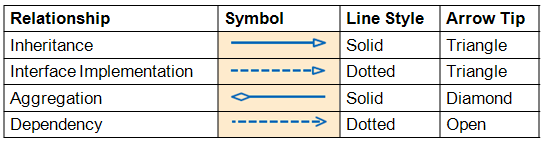 Relationship Symbol Line Style Arrow Tip
Inheritance Solid Triangle
Interface Implementation Dotted Triangle
Aggregation Solid Diamond
Dependency Dotted Open